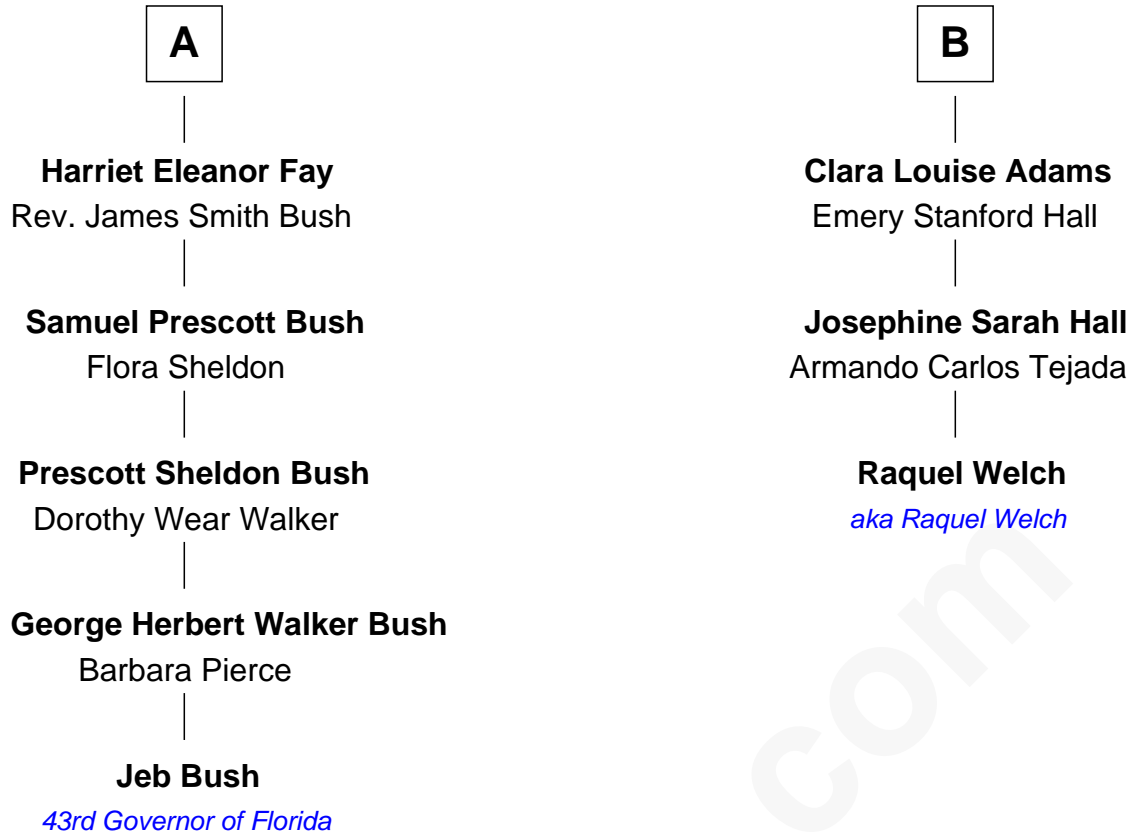 A
Harriet Eleanor Fay
Rev. James Smith Bush
Samuel Prescott Bush
Flora Sheldon
Prescott Sheldon Bush
Dorothy Wear Walker
George Herbert Walker Bush
Barbara Pierce
Jeb Bush
43rd Governor of Florida
B
Clara Louise Adams
Emery Stanford Hall
Josephine Sarah Hall
Armando Carlos Tejada
Raquel Welch
aka Raquel Welch
com